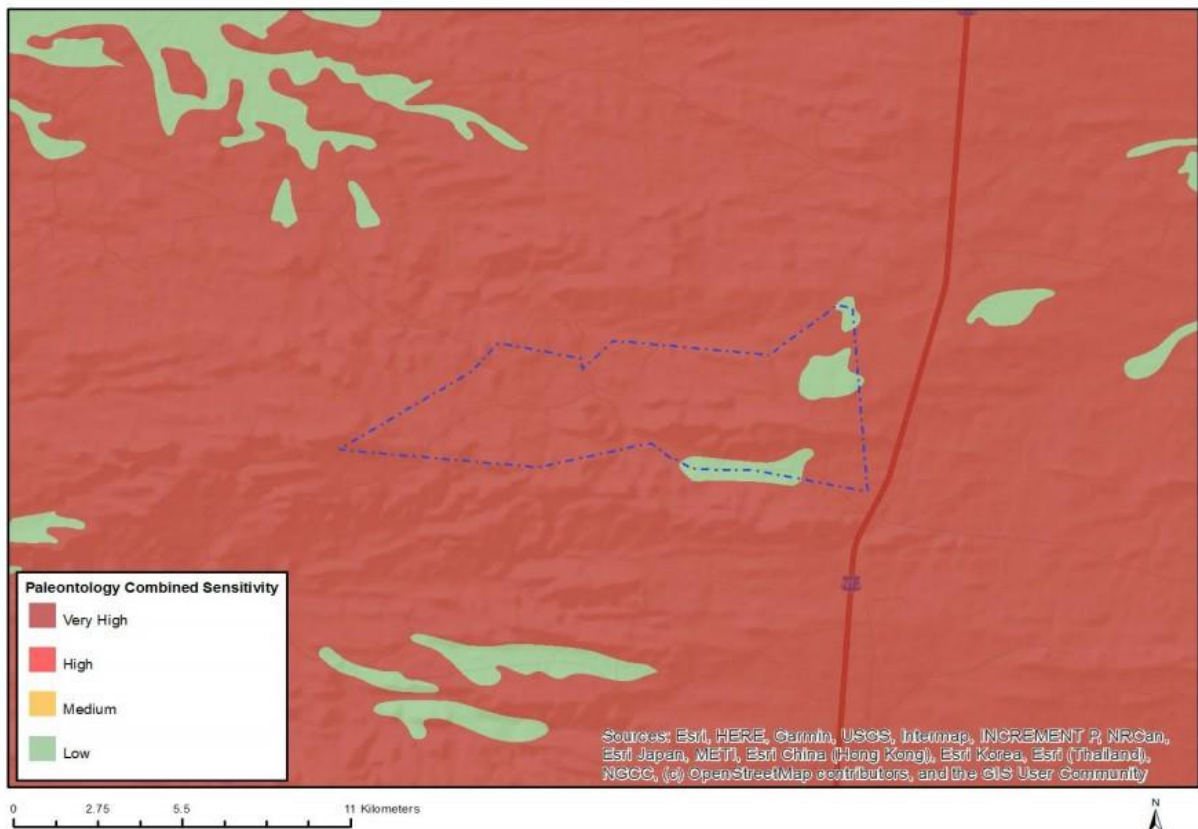 Paleontology Combined Sensitivity
Very High
High
Medium
Low
Sources: Esri, HERE, Garmin, USGS, Intermap, INCREMENT P, NRCan,
Esri Japan, METI, Esri China (Hong Kong), Esri Korea, Esri (Thailand),
NGCC, (c) OpenStreetMap contributors, and the GIS User Community
0 2.75 5.5 11 Kilometers
N